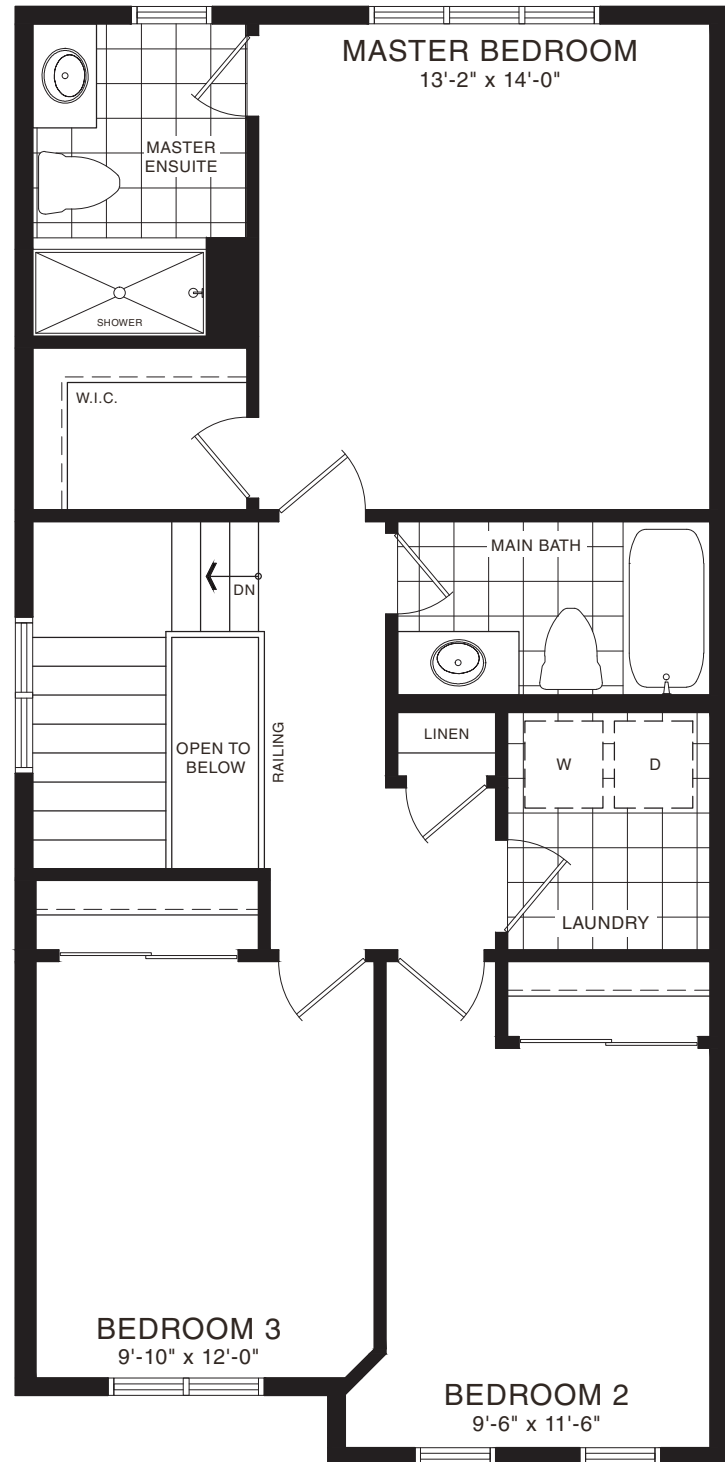 MASTER BEDROOM
13'-2" x 14'-0"
MASTER
ENSUITE
SHOWER
W.I.C.
MAIN BATH
DN
LINEN
OPEN TO
BELOW
RAILING
W
D
LAUNDRY
BEDROOM 3
9'-10" x 12'-0"
BEDROOM 2
9'-6" x 11'-6"